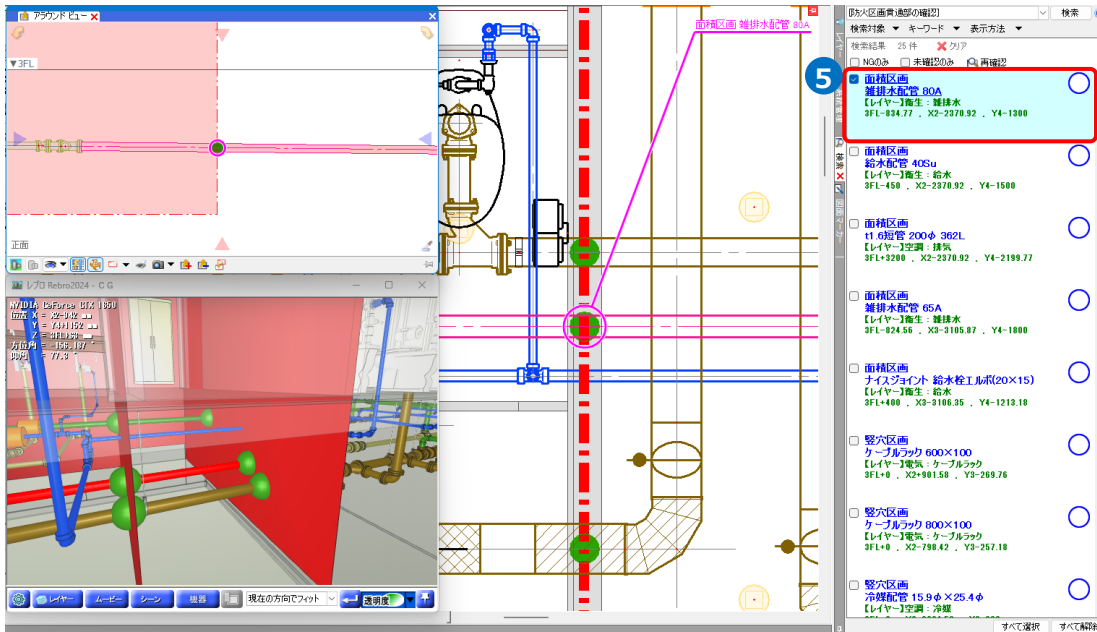 アラウンド ビュー
▼3FL
正面
レブロ Rebro2024 - C G
NVIDIA GeForce GTX 1650
位置 X = X2-842 mm
Y = Y4+1152 mm
方位角 = -156.187 °
レイヤー
ムービー
シーン
機器
現在の方向でフィット
透明度
面積区画 雑排水配管 80A
[防火区画貫通部の確認]
検索
検索対象 ▼ キーワード ▼ 表示方法 ▼
検索結果 25 件 クリア
NGのみ 未確認のみ 再確認
5
面積区画
雑排水配管 80A
【レイヤー】衛生：雑排水
3FL-834.77 , X2-2370.92 , Y4-1300
面積区画
給水配管 40Su
【レイヤー】衛生：給水
3FL-450 , X2-2370.92 , Y4-1500
面積区画
t1.6短管 200φ 362L
【レイヤー】空調：排気
3FL+3200 , X2-2370.92 , Y4-2199.77
面積区画
雑排水配管 65A
【レイヤー】衛生：雑排水
3FL-824.56 , X3-3105.87 , Y4-1800
面積区画
ナイスジョイント 給水栓エルボ(20×15)
【レイヤー】衛生：給水
3FL+400 , X3-3106.35 , Y4-1213.18
竪穴区画
ケーブルラック 600×100
【レイヤー】電気：ケーブルラック
3FL+0 , X2+901.58 , Y3-269.76
竪穴区画
ケーブルラック 800×100
【レイヤー】電気：ケーブルラック
3FL+0 , X2-798.42 , Y3-257.18
竪穴区画
冷媒配管 15.9φ×25.4φ
【レイヤー】空調：冷媒
すべて選択 すべて解除
検索